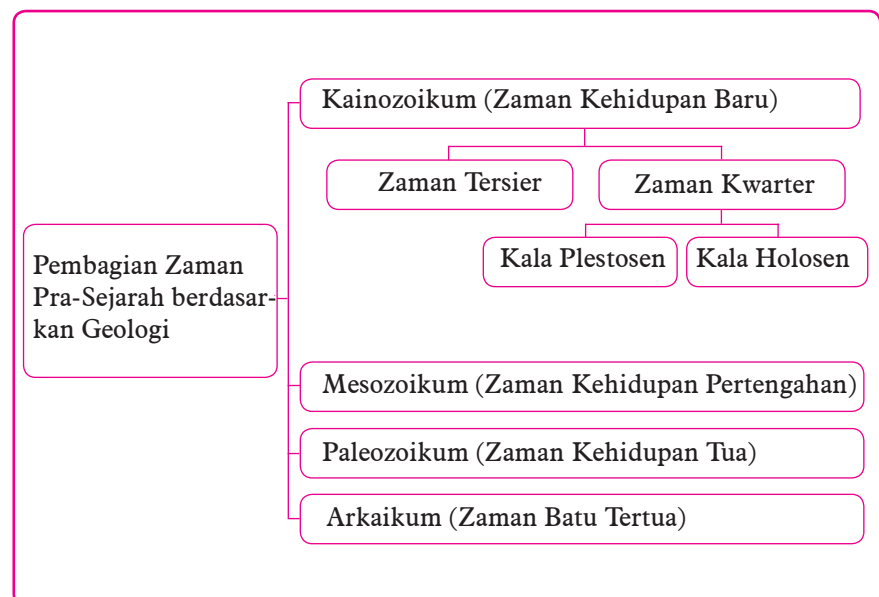 Kainozoikum (Zaman Kehidupan Baru)
Zaman Tersier
Zaman Kwarter
Kala Plestosen
Kala Holosen
Pembagian Zaman
Pra-Sejarah berdasar-
kan Geologi
Mesozoikum (Zaman Kehidupan Pertengahan)
Paleozoikum (Zaman Kehidupan Tua)
Arkaikum (Zaman Batu Tertua)